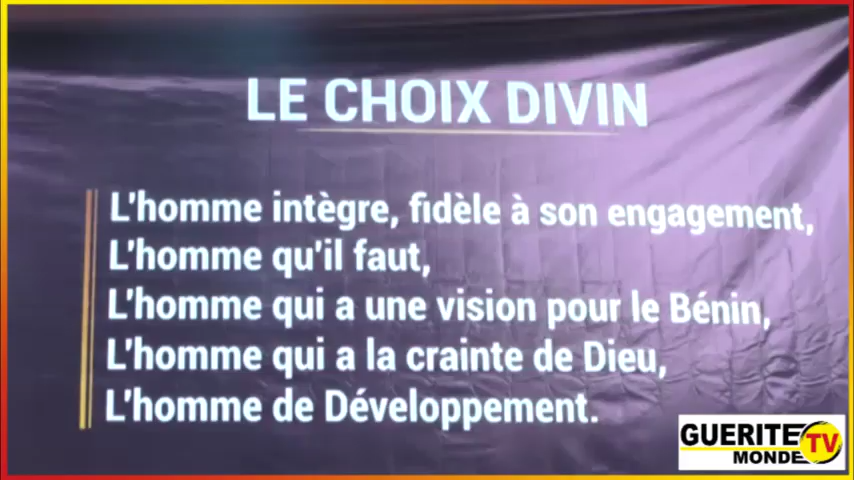 LE CHOIX DIVIN
L'homme intègre, fidèle à son engagement,
L'homme qu'il faut,
L'homme qui a une vision pour le Bénin,
L'homme qui a la crainte de Dieu,
L'homme de Développement.
GUERITE TV
MONDE